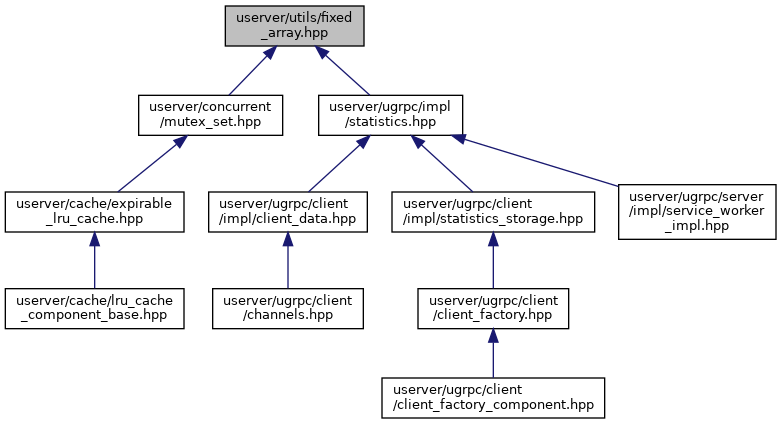 userver/utils/fixed
_array.hpp
userver/concurrent
/mutex_set.hpp
userver/ugrpc/impl
/statistics.hpp
userver/cache/expirable
_lru_cache.hpp
userver/ugrpc/client
/impl/client_data.hpp
userver/ugrpc/client
/impl/statistics_storage.hpp
userver/ugrpc/server
/impl/service_worker
_impl.hpp
userver/cache/lru_cache
_component_base.hpp
userver/ugrpc/client
/channels.hpp
userver/ugrpc/client
/client_factory.hpp
userver/ugrpc/client
/client_factory_component.hpp